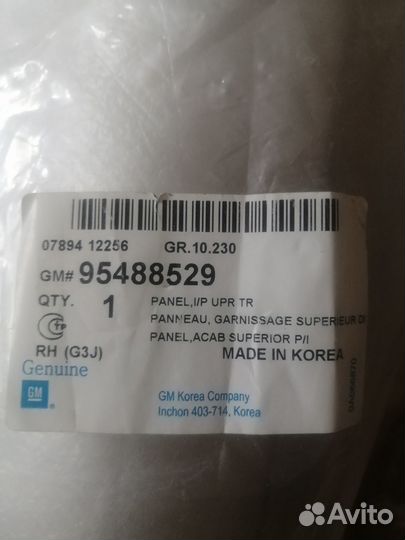 07894 12256 GR.10.230
GM# 95488529
QTY. 1
PANEL,I/P UPR TR
PANNEAU, GARNISSAGE SUPERIEUR
PANEL,ACAB SUPERIOR P/I
RH (G3J) MADE IN KOREA
Genuine
GM
GM Korea Company
Inchon 403-714, Korea
Avito